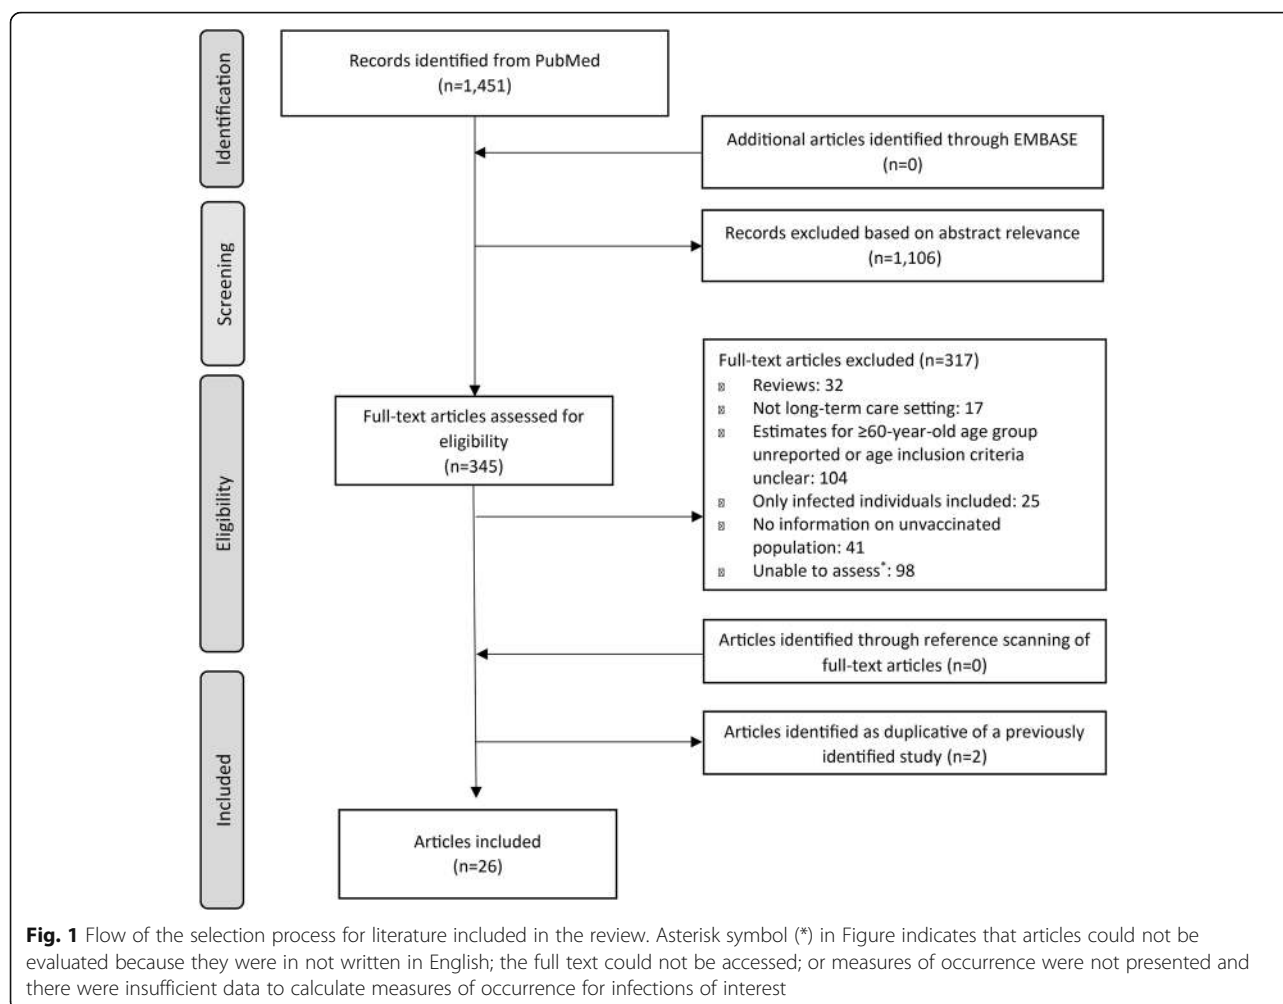 Identification
Records identified from PubMed
(n=1,451)
Additional articles identified through EMBASE
(n=0)
Screening
Records excluded based on abstract relevance
(n=1,106)
Eligibility
Full-text articles assessed for
eligibility
(n=345)
Full-text articles excluded (n=317)
Reviews: 32
Not long-term care setting: 17
Estimates for ≥60-year-old age group
unreported or age inclusion criteria
unclear: 104
Only infected individuals included: 25
No information on unvaccinated
population: 41
Unable to assess*: 98
Articles identified through reference scanning of
full-text articles (n=0)
Included
Articles identified as duplicative of a previously
identified study (n=2)
Articles included
(n=26)
Fig. 1 Flow of the selection process for literature included in the review. Asterisk symbol (*) in Figure indicates that articles could not be
evaluated because they were in not written in English; the full text could not be accessed; or measures of occurrence were not presented and
there were insufficient data to calculate measures of occurrence for infections of interest